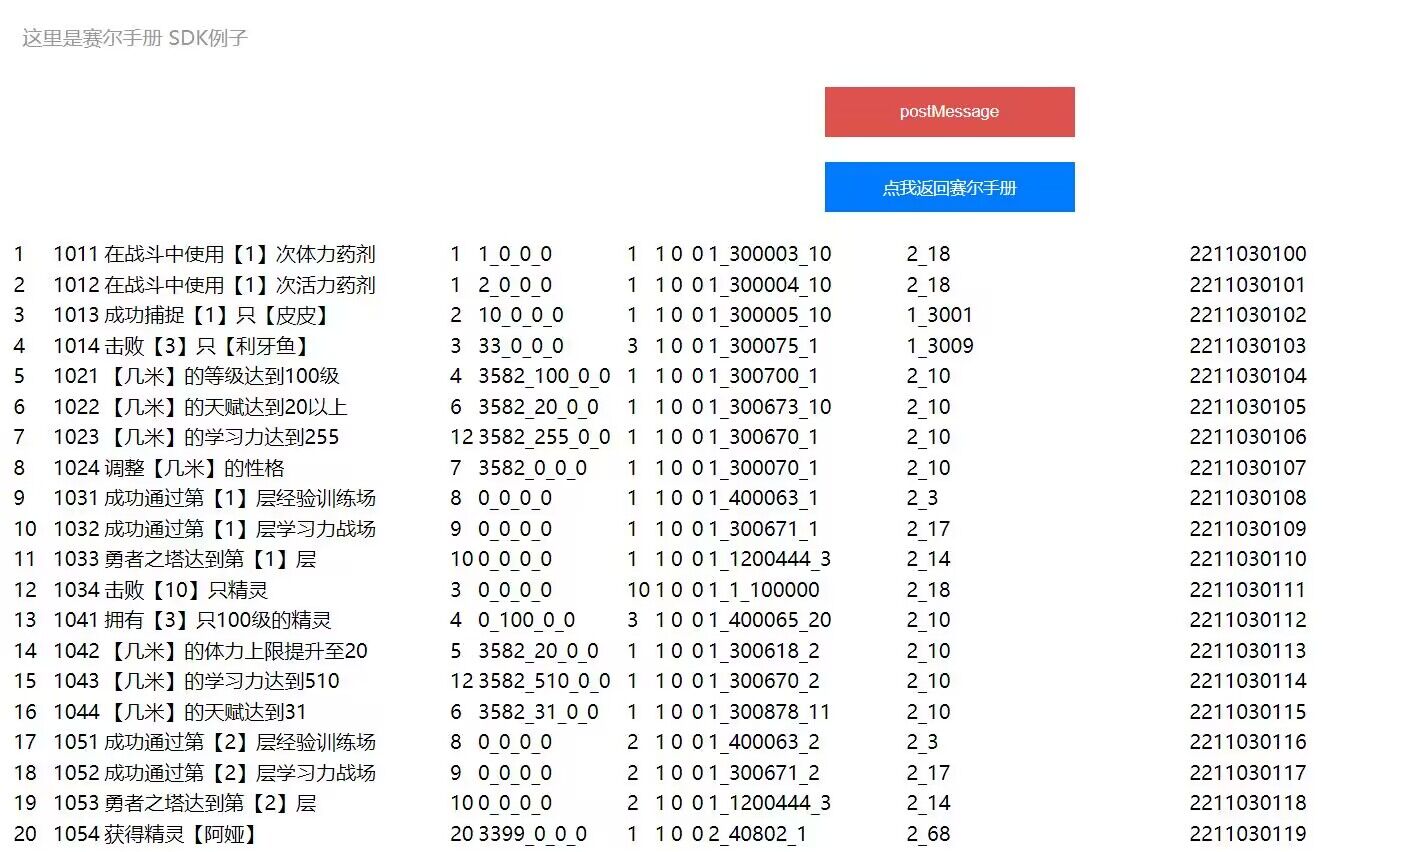 这里是赛尔手册 SDK例子
postMessage
点我返回赛尔手册
1 1011 在战斗中使用【1】次体力药剂 1 1_0_0_0 1 1 0 0 1_300003_10 2_18 2211030100
2 1012 在战斗中使用【1】次活力药剂 1 2_0_0_0 1 1 0 0 1_300004_10 2_18 2211030101
3 1013 成功捕捉【1】只【皮皮】 2 10_0_0_0 1 1 0 0 1_300005_10 1_3001 2211030102
4 1014 击败【3】只【利牙鱼】 3 33_0_0_0 3 1 0 0 1_300075_1 1_3009 2211030103
5 1021 【几米】的等级达到100级 4 3582_100_0_0 1 1 0 0 1_300700_1 2_10 2211030104
6 1022 【几米】的天赋达到20以上 6 3582_20_0_0 1 1 0 0 1_300673_10 2_10 2211030105
7 1023 【几米】的学习力达到255 12 3582_255_0_0 1 1 0 0 1_300670_1 2_10 2211030106
8 1024 调整【几米】的性格 7 3582_0_0_0 1 1 0 0 1_300070_1 2_10 2211030107
9 1031 成功通过第【1】层经验训练场 8 0_0_0_0 1 1 0 0 1_400063_1 2_3 2211030108
10 1032 成功通过第【1】层学习力战场 9 0_0_0_0 1 1 0 0 1_300671_1 2_17 2211030109
11 1033 勇者之塔达到第【1】层 10 0_0_0_0 1 1 0 0 1_1200444_3 2_14 2211030110
12 1034 击败【10】只精灵 3 0_0_0_0 10 1 0 0 1_1_100000 2_18 2211030111
13 1041 拥有【3】只100级的精灵 4 0_100_0_0 3 1 0 0 1_400065_20 2_10 2211030112
14 1042 【几米】的体力上限提升至20 5 3582_20_0_0 1 1 0 0 1_300618_2 2_10 2211030113
15 1043 【几米】的学习力达到510 12 3582_510_0_0 1 1 0 0 1_300670_2 2_10 2211030114
16 1044 【几米】的天赋达到31 6 3582_31_0_0 1 1 0 0 1_300878_11 2_10 2211030115
17 1051 成功通过第【2】层经验训练场 8 0_0_0_0 2 1 0 0 1_400063_2 2_3 2211030116
18 1052 成功通过第【2】层学习力战场 9 0_0_0_0 2 1 0 0 1_300671_2 2_17 2211030117
19 1053 勇者之塔达到第【2】层 10 0_0_0_0 2 1 0 0 1_1200444_3 2_14 2211030118
20 1054 获得精灵【阿娅】 20 3399_0_0_0 1 1 0 0 2_40802_1 2_68 2211030119